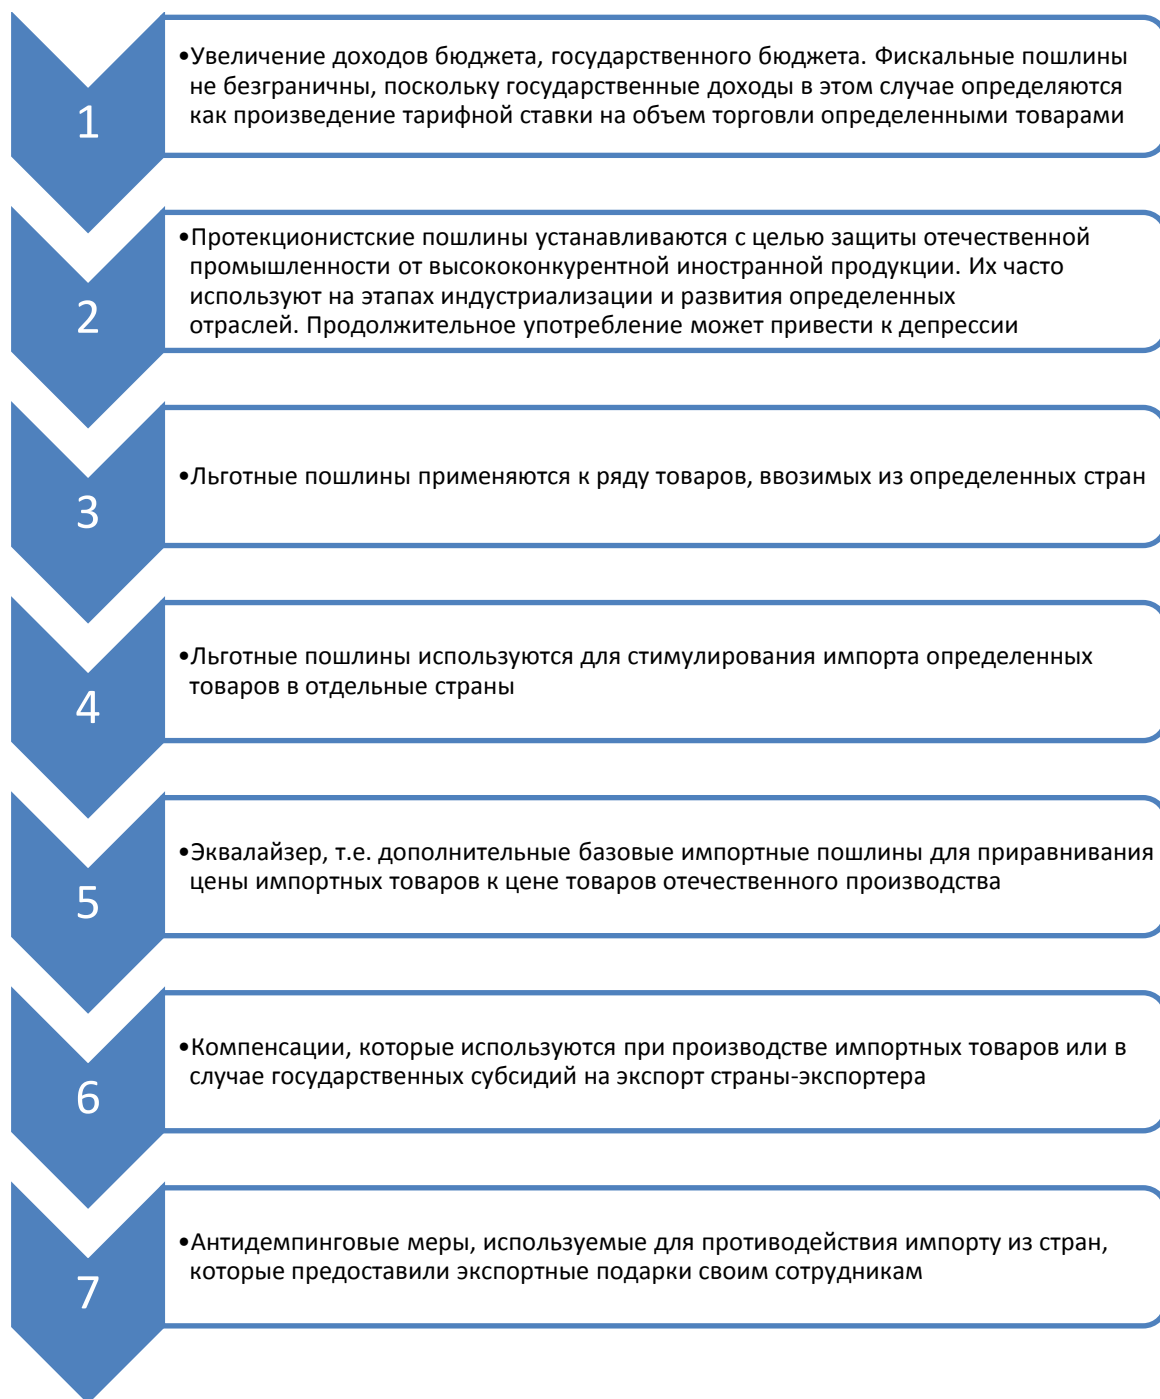 1
•Увеличение доходов бюджета, государственного бюджета. Фискальные пошлины
не безграничны, поскольку государственные доходы в этом случае определяются
как произведение тарифной ставки на объем торговли определенными товарами
2
•Протекционистские пошлины устанавливаются с целью защиты отечественной
промышленности от высококонкурентной иностранной продукции. Их часто
используют на этапах индустриализации и развития определенных
отраслей. Продолжительное употребление может привести к депрессии
3
•Льготные пошлины применяются к ряду товаров, ввозимых из определенных стран
4
•Льготные пошлины используются для стимулирования импорта определенных
товаров в отдельные страны
5
•Эквалайзер, т.е. дополнительные базовые импортные пошлины для приравнивания
цены импортных товаров к цене товаров отечественного производства
6
•Компенсации, которые используются при производстве импортных товаров или в
случае государственных субсидий на экспорт страны-экспортера
7
•Антидемпинговые меры, используемые для противодействия импорту из стран,
которые предоставили экспортные подарки своим сотрудникам